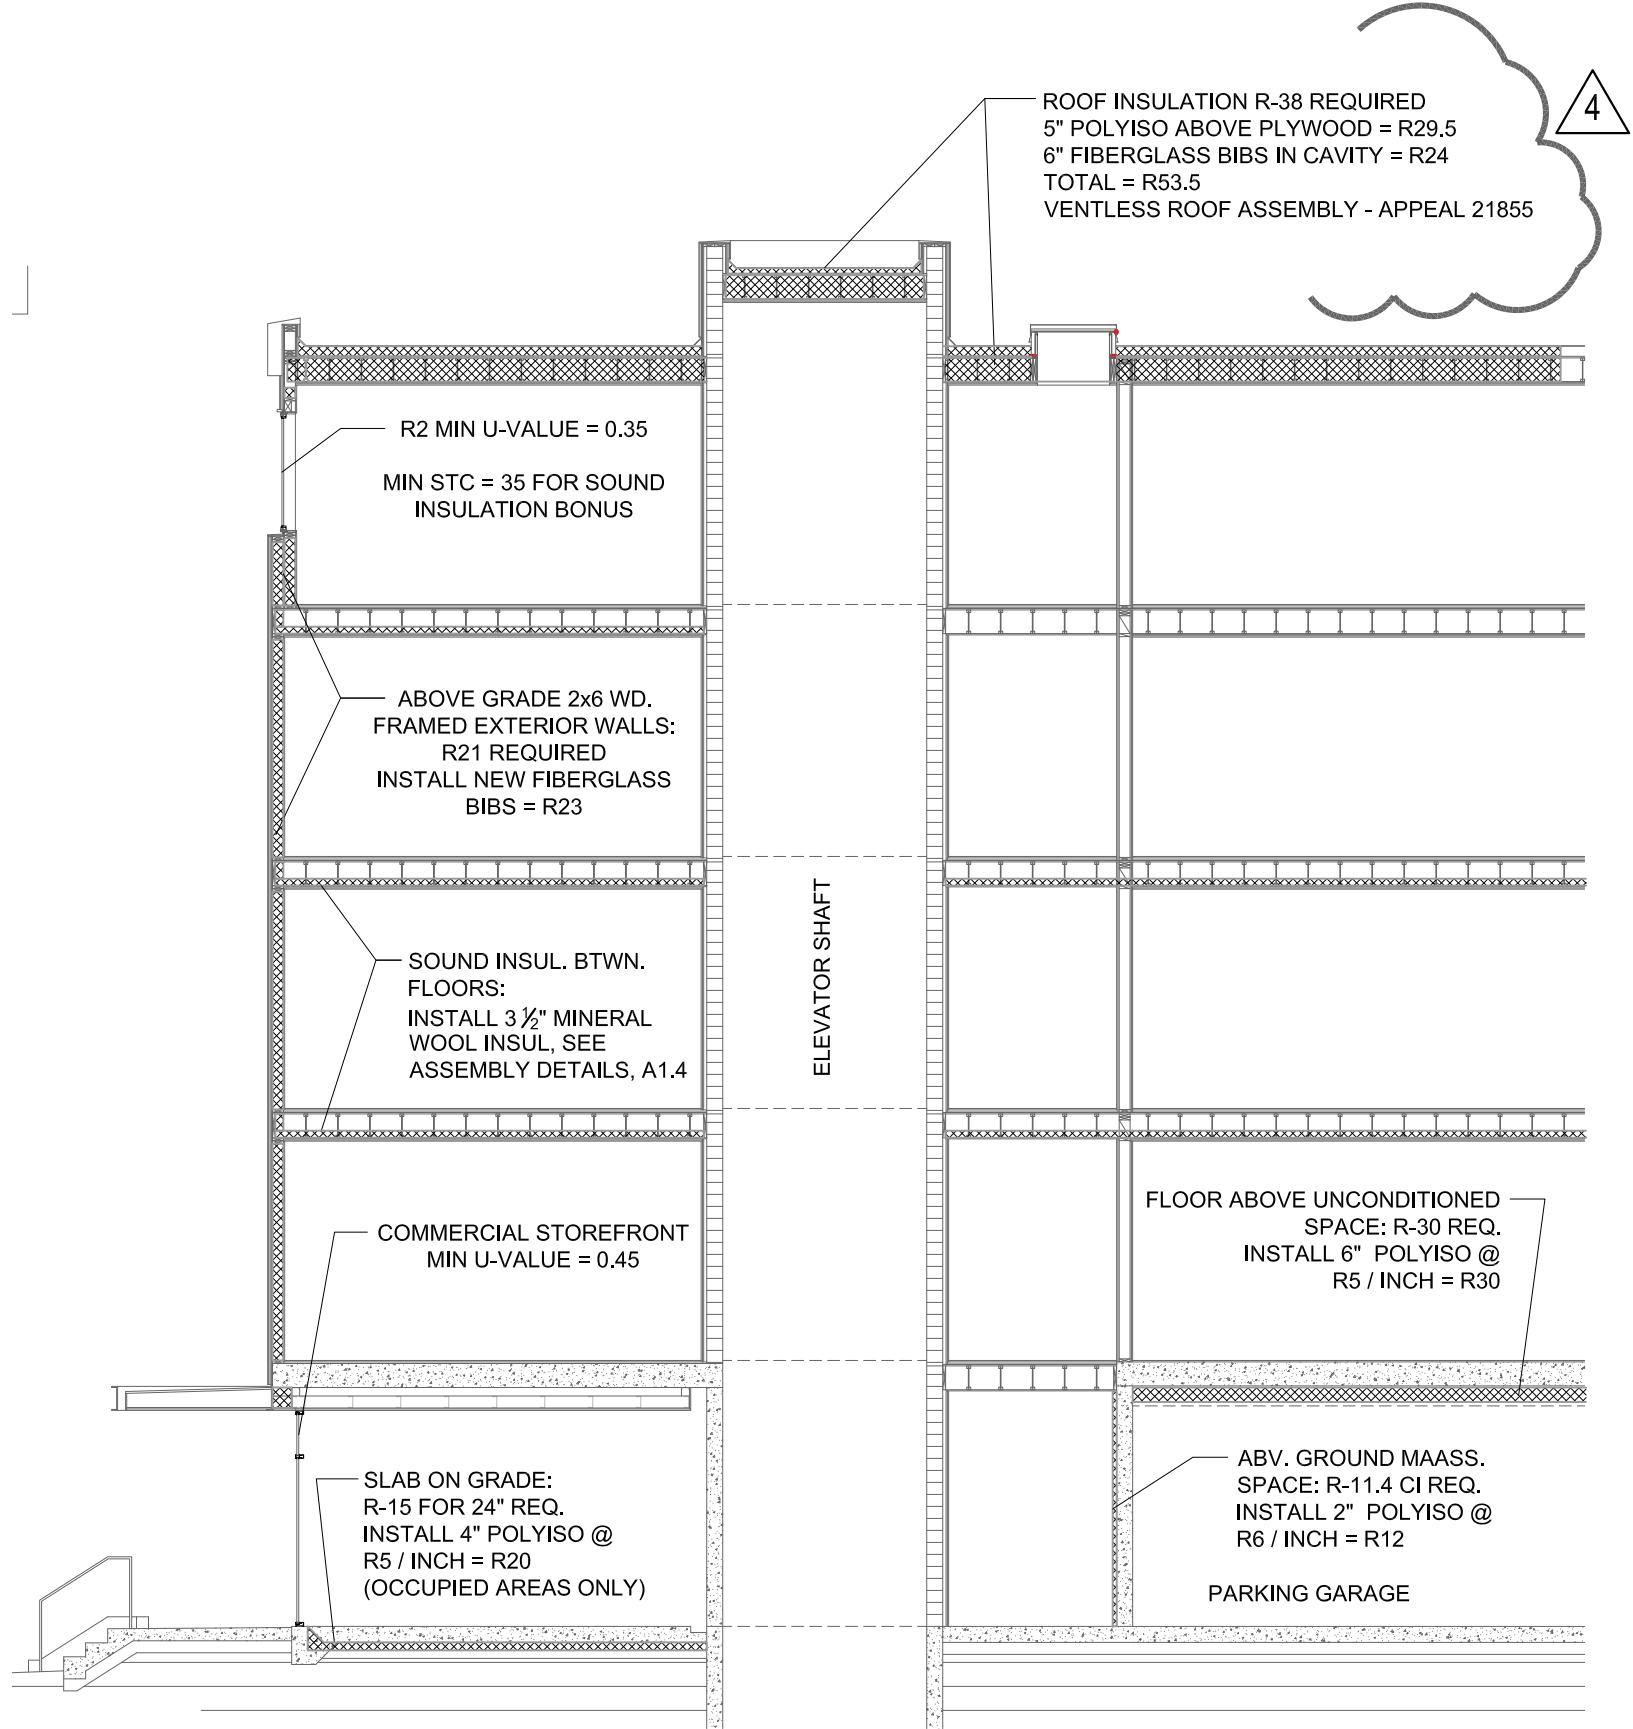 ROOF INSULATION R-38 REQUIRED
5" POLYISO ABOVE PLYWOOD = R29.5
6" FIBERGLASS BIBS IN CAVITY = R24
TOTAL = R53.5
VENTLESS ROOF ASSEMBLY - APPEAL 21855
4
R2 MIN U-VALUE = 0.35
MIN STC = 35 FOR SOUND
INSULATION BONUS
ABOVE GRADE 2x6 WD.
FRAMED EXTERIOR WALLS:
R21 REQUIRED
INSTALL NEW FIBERGLASS
BIBS = R23
ELEVATOR SHAFT
SOUND INSUL. BTWN.
FLOORS:
INSTALL 3 ½" MINERAL
WOOL INSUL, SEE
ASSEMBLY DETAILS, A1.4
COMMERCIAL STOREFRONT
MIN U-VALUE = 0.45
FLOOR ABOVE UNCONDITIONED
SPACE: R-30 REQ.
INSTALL 6" POLYISO @
R5 / INCH = R30
SLAB ON GRADE:
R-15 FOR 24" REQ.
INSTALL 4" POLYISO @
R5 / INCH = R20
(OCCUPIED AREAS ONLY)
ABV. GROUND MAASS.
SPACE: R-11.4 CI REQ.
INSTALL 2" POLYISO @
R6 / INCH = R12
PARKING GARAGE